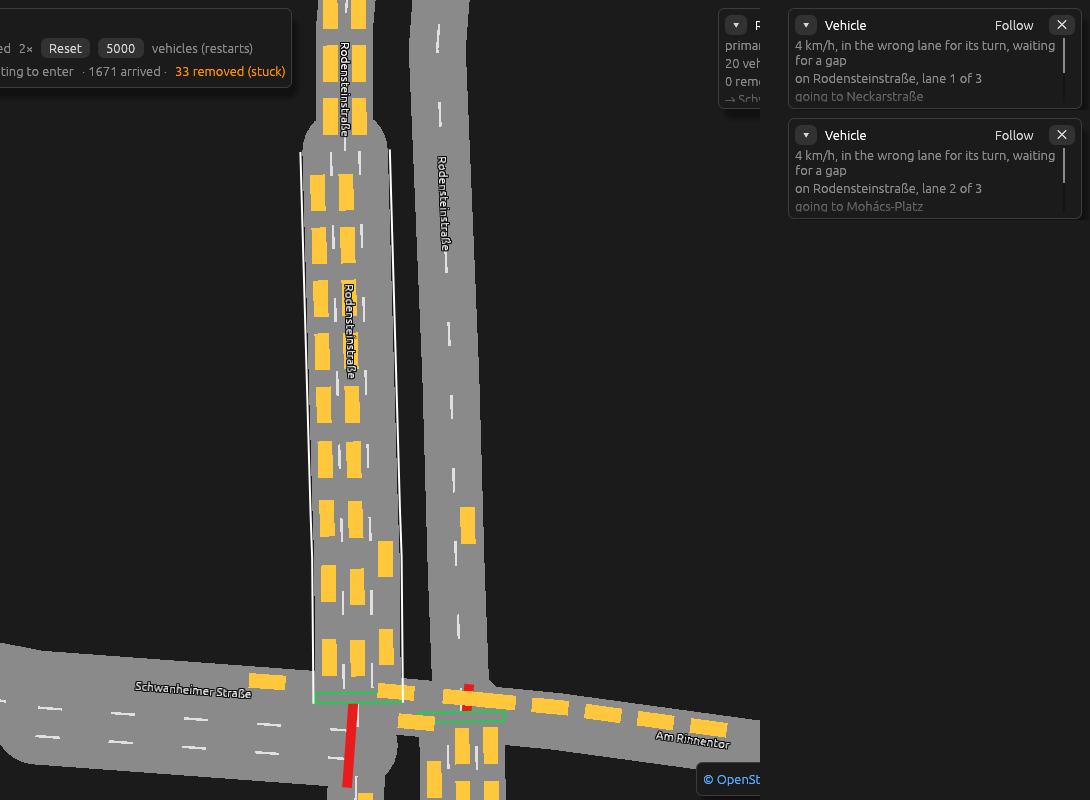 ed 2× Reset 5000 vehicles (restarts)
ting to enter · 1671 arrived · 33 removed (stuck)
Rodensteinstraße
Rodensteinstraße
Rodensteinstraße
Schwanheimer Straße
Am Rinnentor
© OpenSt
primar
20 veh
0 remo
→ Schw
Vehicle Follow
4 km/h, in the wrong lane for its turn, waiting
for a gap
on Rodensteinstraße, lane 1 of 3
going to Neckarstraße
Vehicle Follow
4 km/h, in the wrong lane for its turn, waiting
for a gap
on Rodensteinstraße, lane 2 of 3
going to Mohács-Platz